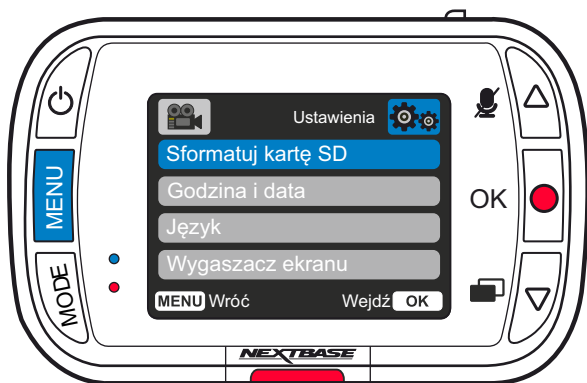 Ustawienia
Sformatuj kartę SD
Godzina i data
Język
Wygaszacz ekranu
MENU Wróć
Wejdź OK
MENU
MODE
OK
NEXTBASE